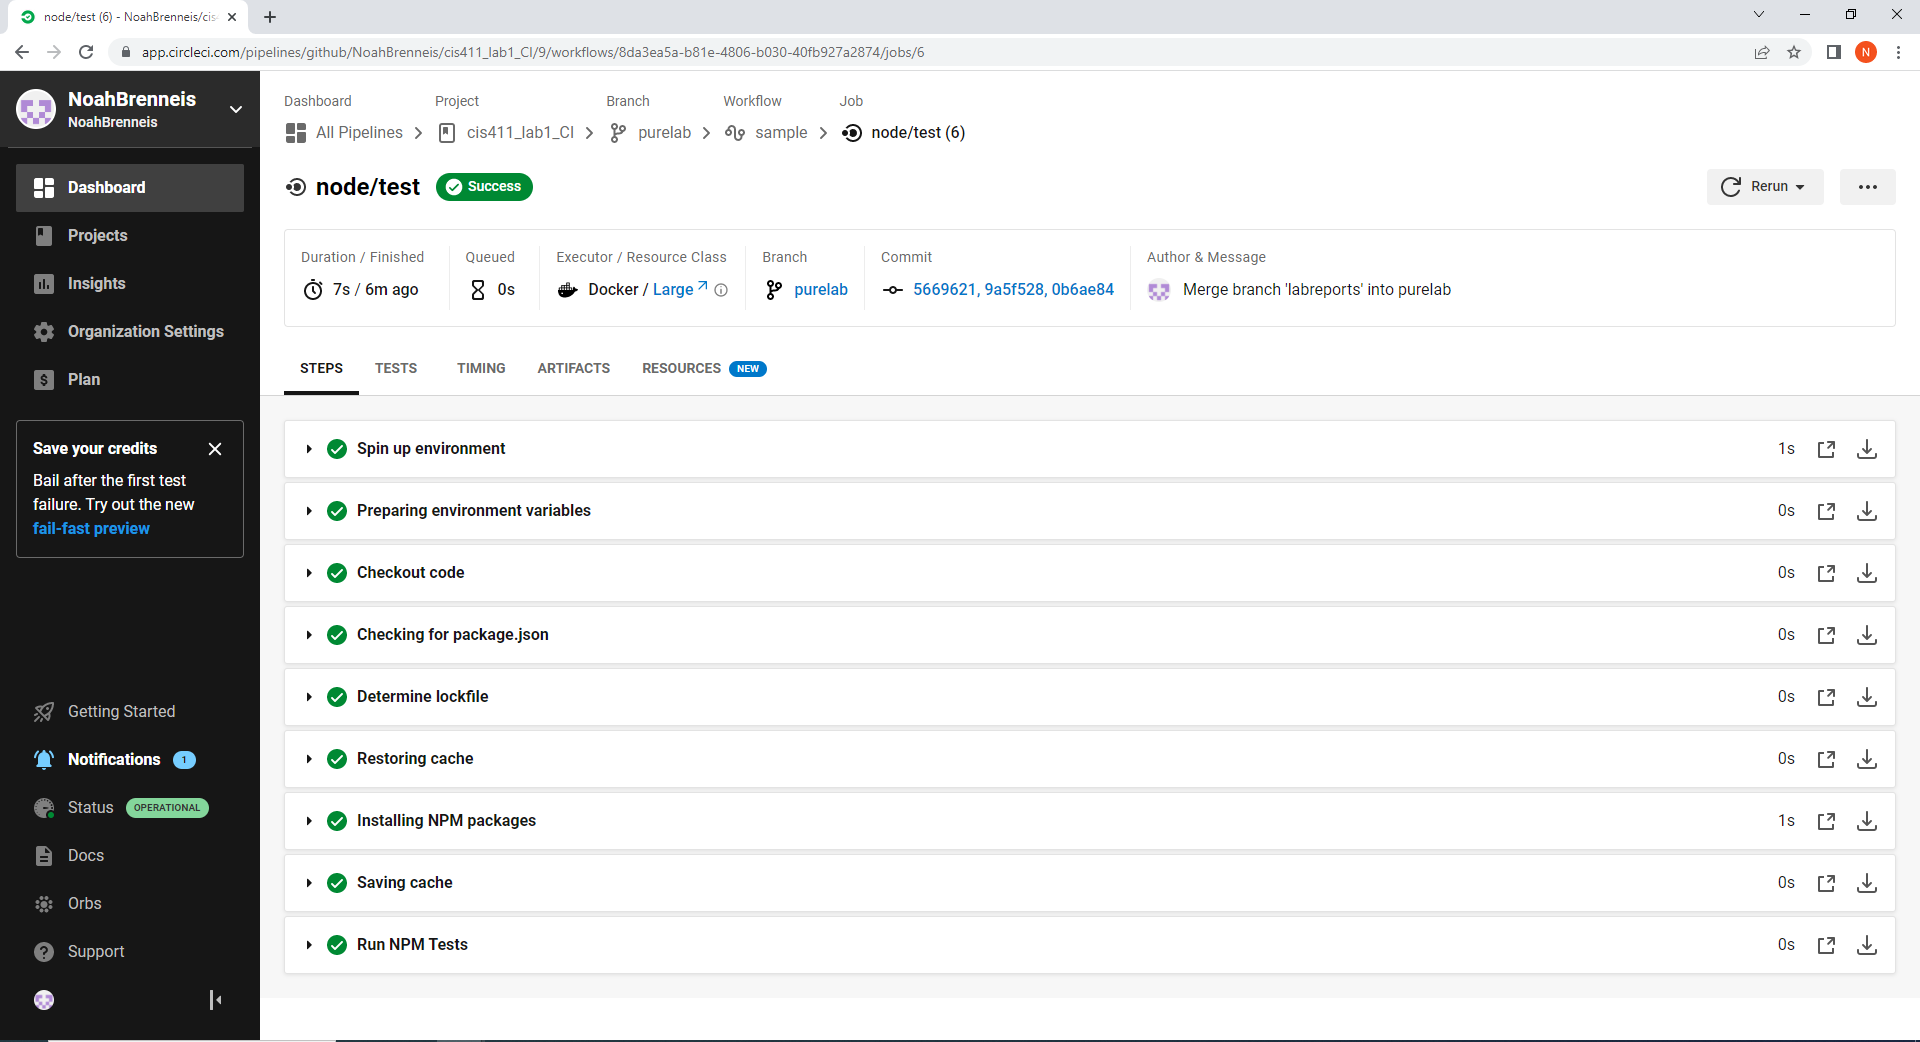 node/test (6) - NoahBrenneis/cis
app.circleci.com/pipelines/github/NoahBrenneis/cis411_lab1_CI/9/workflows/8da3ea5a-b81e-4806-b030-40fb927a2874/jobs/6
N
NoahBrenneis
NoahBrenneis
Dashboard
Projects
Insights
Organization Settings
Plan
Save your credits
Bail after the first test
failure. Try out the new
fail-fast preview
Getting Started
Notifications 1
Status OPERATIONAL
Docs
Orbs
Support
Dashboard Project Branch Workflow Job
All Pipelines cis411_lab1_CI purelab sample node/test (6)
node/test Success
Rerun
Duration / Finished Queued Executor / Resource Class Branch Commit Author & Message
7s / 6m ago 0s Docker / Large purelab 5669621, 9a5f528, 0b6ae84 Merge branch 'labreports' into purelab
STEPS TESTS TIMING ARTIFACTS RESOURCES NEW
Spin up environment 1s
Preparing environment variables 0s
Checkout code 0s
Checking for package.json 0s
Determine lockfile 0s
Restoring cache 0s
Installing NPM packages 1s
Saving cache 0s
Run NPM Tests 0s